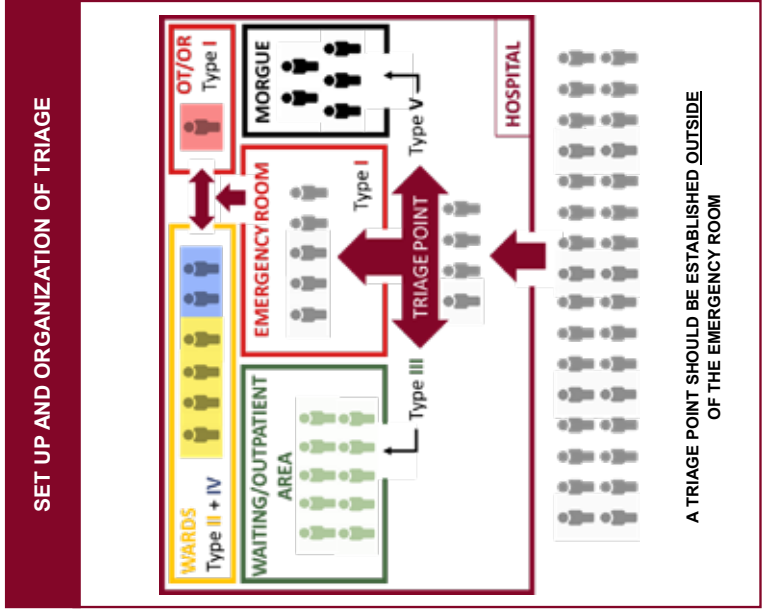 SET UP AND ORGANIZATION OF TRIAGE
WARDS
Type II + IV
OT/OR
Type I
WAITING/OUTPATIENT
AREA
EMERGENCY ROOM
Type I
MORGUE
Type III
TRIAGE POINT
Type V
HOSPITAL
A TRIAGE POINT SHOULD BE ESTABLISHED OUTSIDE
OF THE EMERGENCY ROOM